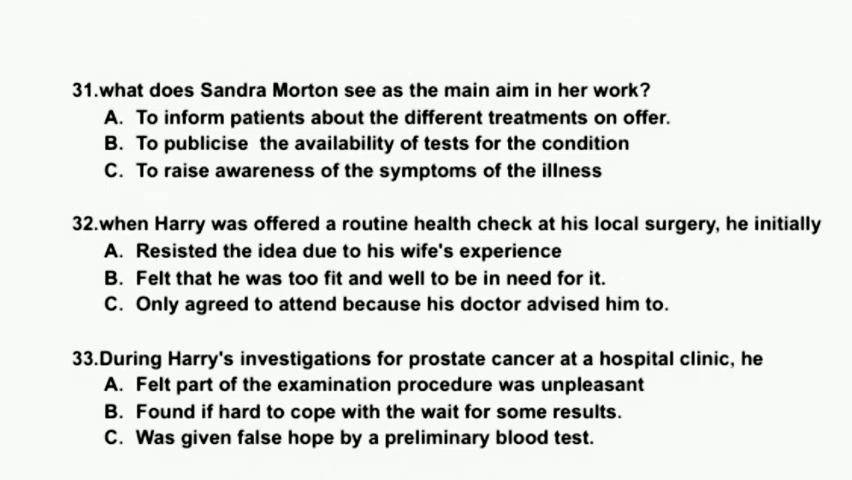 31.what does Sandra Morton see as the main aim in her work?
A. To inform patients about the different treatments on offer.
B. To publicise the availability of tests for the condition
C. To raise awareness of the symptoms of the illness
32.when Harry was offered a routine health check at his local surgery, he initially
A. Resisted the idea due to his wife's experience
B. Felt that he was too fit and well to be in need for it.
C. Only agreed to attend because his doctor advised him to.
33.During Harry's investigations for prostate cancer at a hospital clinic, he
A. Felt part of the examination procedure was unpleasant
B. Found if hard to cope with the wait for some results.
C. Was given false hope by a preliminary blood test.